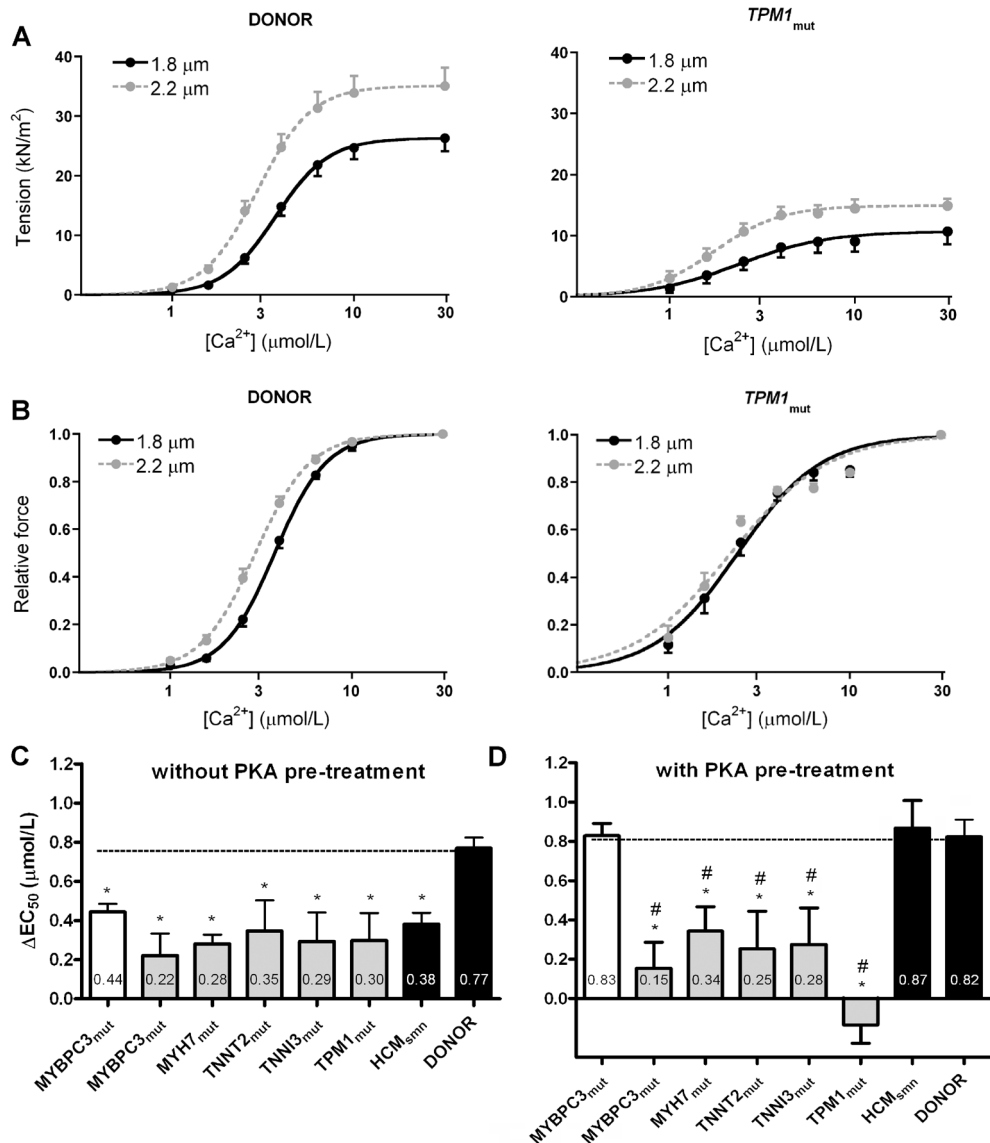 A
DONOR
TPM1mut
1.8 μm
2.2 μm
1.8 μm
2.2 μm
Tension (kN/m²)
40
30
20
10
0
40
30
20
10
0
1 3 10 30
1 3 10 30
[Ca²⁺] (μmol/L)
[Ca²⁺] (μmol/L)
B
DONOR
TPM1mut
1.8 μm
2.2 μm
1.8 μm
2.2 μm
Relative force
1.0
0.8
0.6
0.4
0.2
0.0
1.0
0.8
0.6
0.4
0.2
0.0
1 3 10 30
1 3 10 30
[Ca²⁺] (μmol/L)
[Ca²⁺] (μmol/L)
C
without PKA pre-treatment
ΔEC₅₀ (μmol/L)
1.2
1.0
0.8
0.6
0.4
0.2
0.0
* * * * * * *
0.44 0.22 0.28 0.35 0.29 0.30 0.38 0.77
MYBPC3mut MYBPC3mut MYH7mut TNNT2mut TNNI3mut TPM1mut HCMsmn DONOR
D
with PKA pre-treatment
1.2
1.0
0.8
0.6
0.4
0.2
0.0
# # # # #
* * * * *
0.83 0.15 0.34 0.25 0.28 0.87 0.82
MYBPC3mut MYBPC3mut MYH7mut TNNT2mut TNNI3mut TPM1mut HCMsmn DONOR